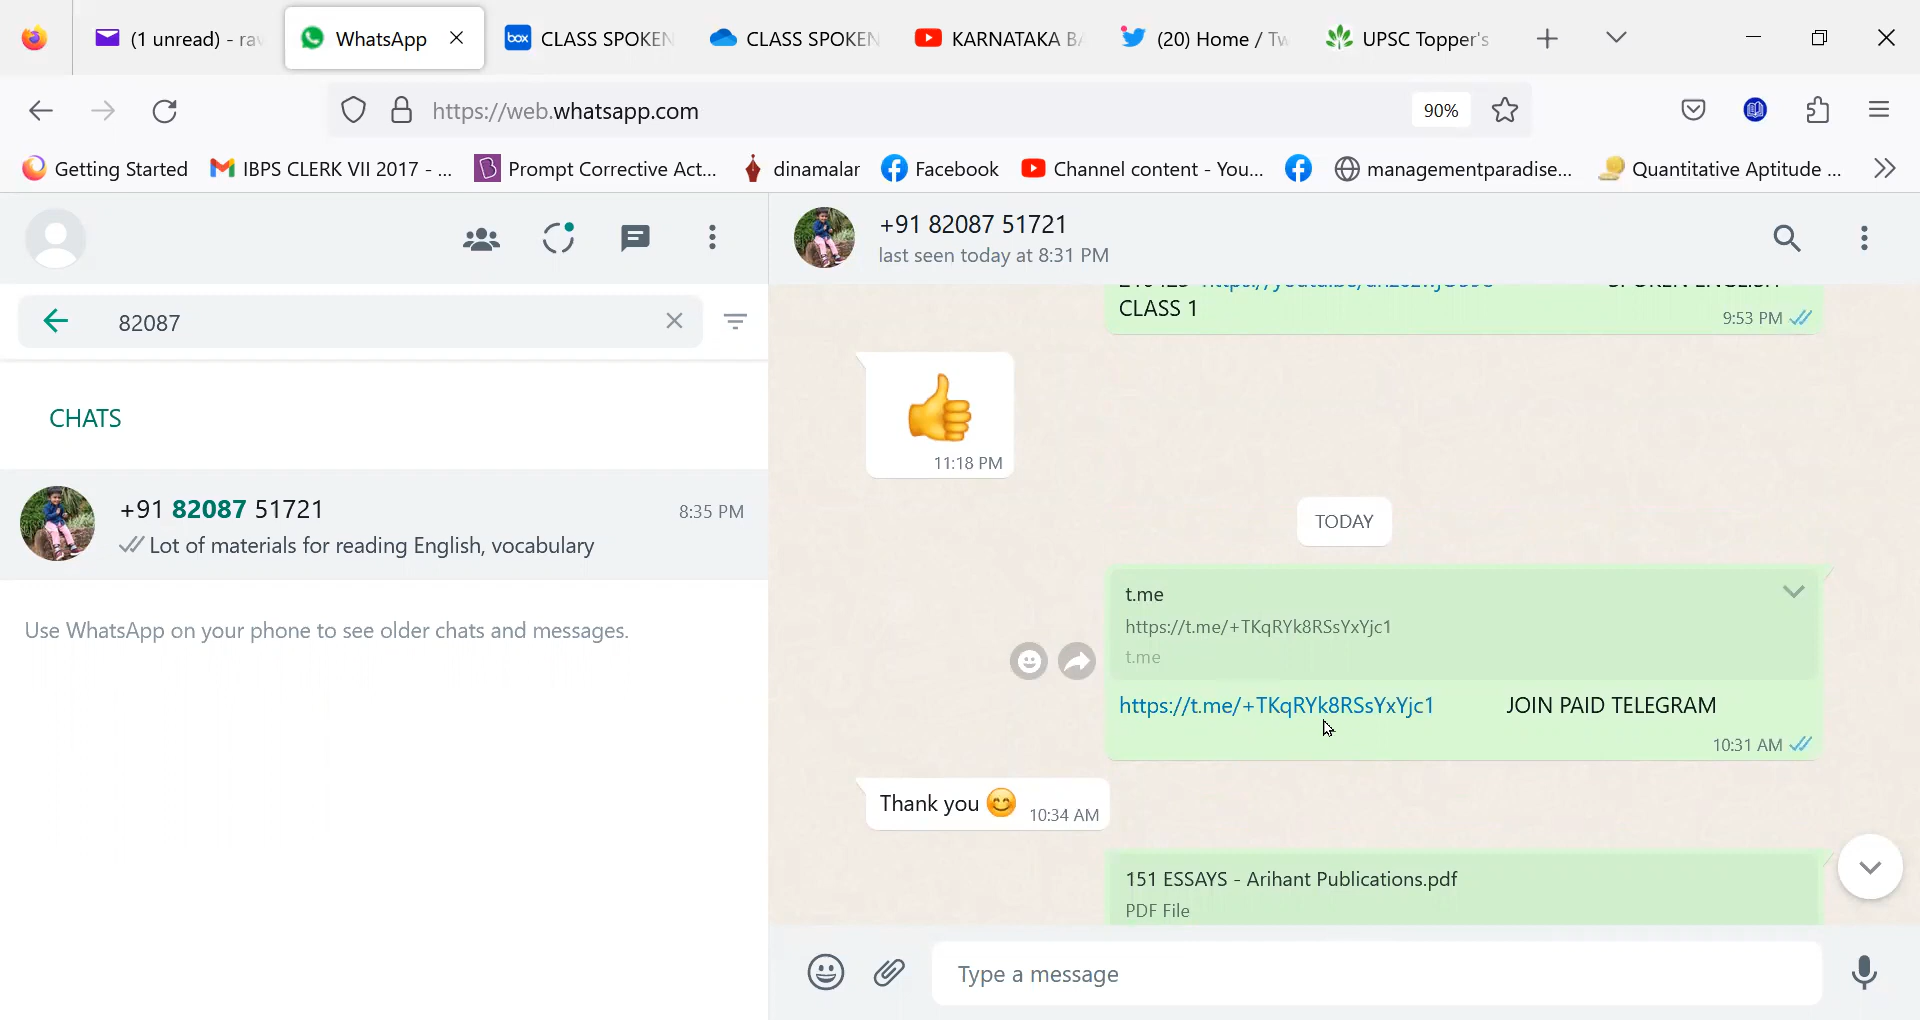 (1 unread) - rav
WhatsApp
box CLASS SPOKEN
CLASS SPOKEN
KARNATAKA BA
(20) Home / Tw
UPSC Topper's
https://web.whatsapp.com
90%
Getting Started
IBPS CLERK VII 2017 - ...
B Prompt Corrective Act...
dinamalar
Facebook
Channel content - You...
managementparadise...
Quantitative Aptitude ...
+91 82087 51721
last seen today at 8:31 PM
82087
CLASS 1
9:53 PM
CHATS
11:18 PM
+91 82087 51721
8:35 PM
Lot of materials for reading English, vocabulary
TODAY
Use WhatsApp on your phone to see older chats and messages.
t.me
https://t.me/+TKqRYk8RSsYxYjc1
t.me
https://t.me/+TKqRYk8RSsYxYjc1 JOIN PAID TELEGRAM
10:31 AM
Thank you
10:34 AM
151 ESSAYS - Arihant Publications.pdf
PDF File
Type a message